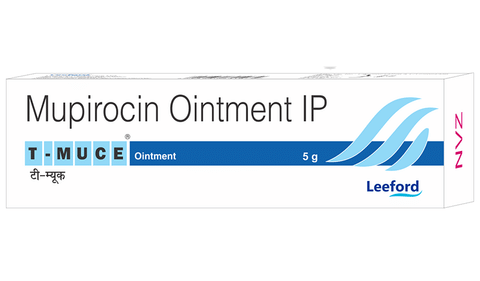 Mupirocin Ointment IP
T-MUCE® Ointment 5 g
टी-म्यूक
Leeford
NVZ